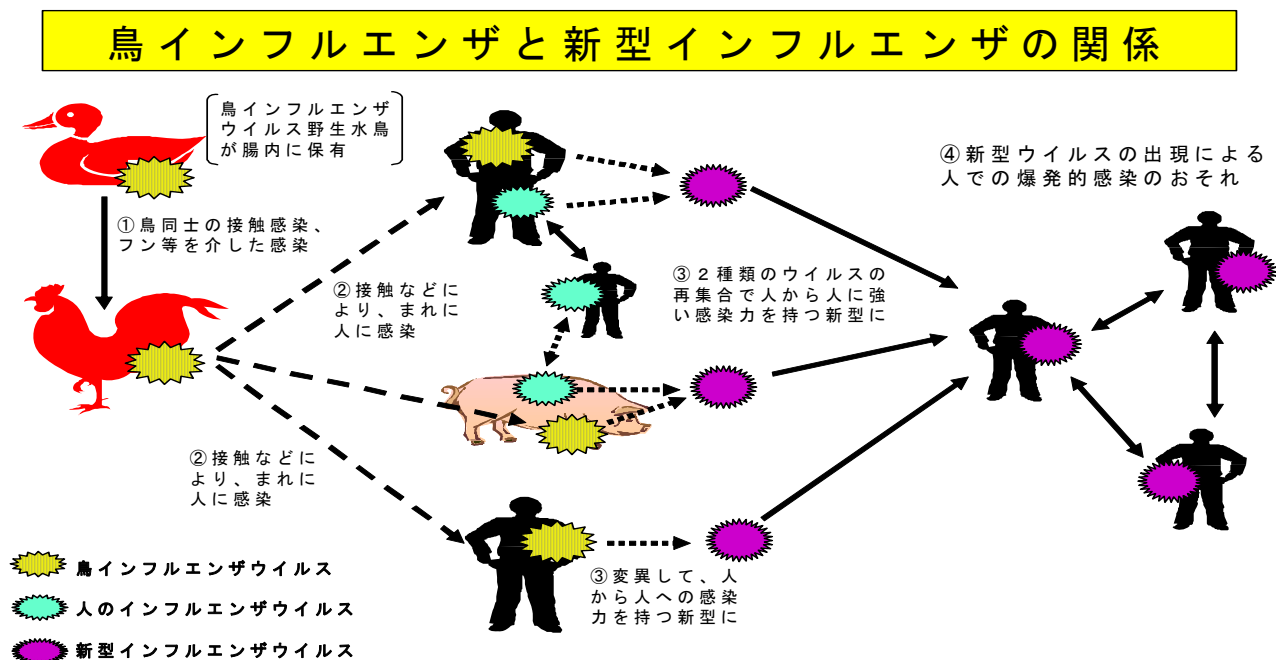 鳥インフルエンザと新型インフルエンザの関係
鳥インフルエンザ
ウイルス野生水鳥
が腸内に保有
①鳥同士の接触感染、
フン等を介した感染
②接触などに
より、まれに
人に感染
③２種類のウイルスの
再集合で人から人に強
い感染力を持つ新型に
④新型ウイルスの出現による
人での爆発的感染のおそれ
②接触などに
より、まれに
人に感染
③変異して、人
から人への感染
力を持つ新型に
鳥インフルエンザウイルス
人のインフルエンザウイルス
新型インフルエンザウイルス